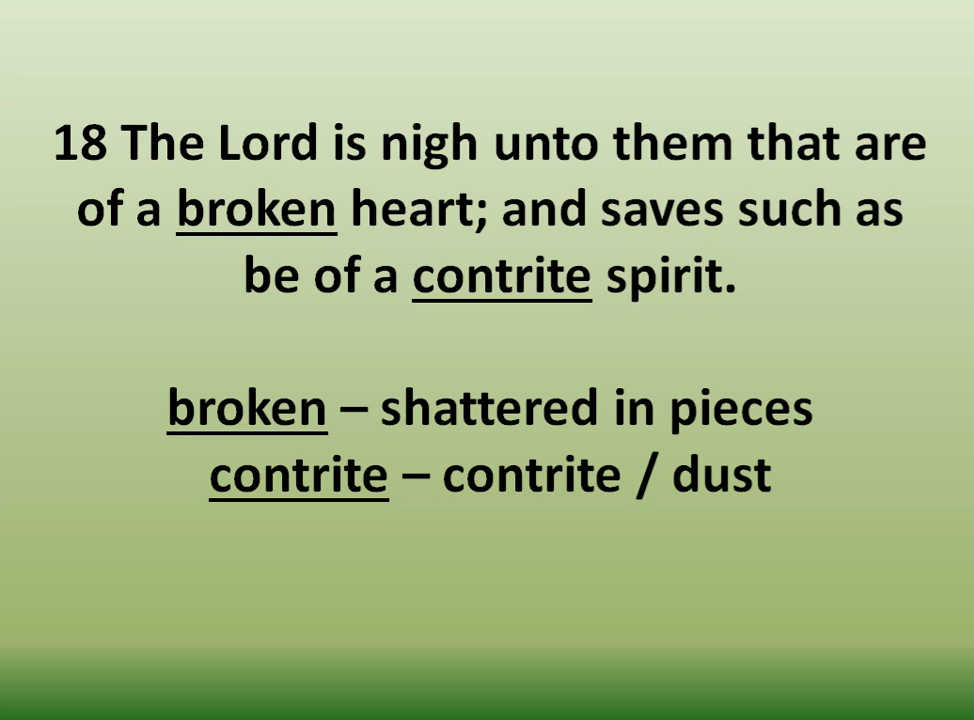 18 The Lord is nigh unto them that are
of a broken heart; and saves such as
be of a contrite spirit.
broken – shattered in pieces
contrite – contrite / dust